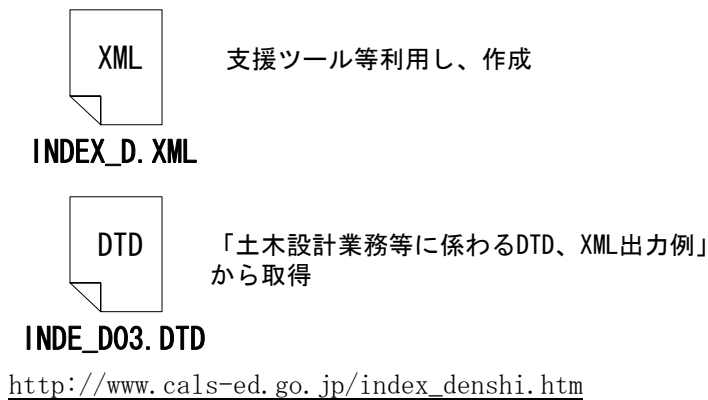 XML
支援ツール等利用し、作成
INDEX_D.XML
DTD
「土木設計業務等に係わるDTD、XML出力例」
から取得
INDE_D03.DTD
http://www.cals-ed.go.jp/index_denshi.htm